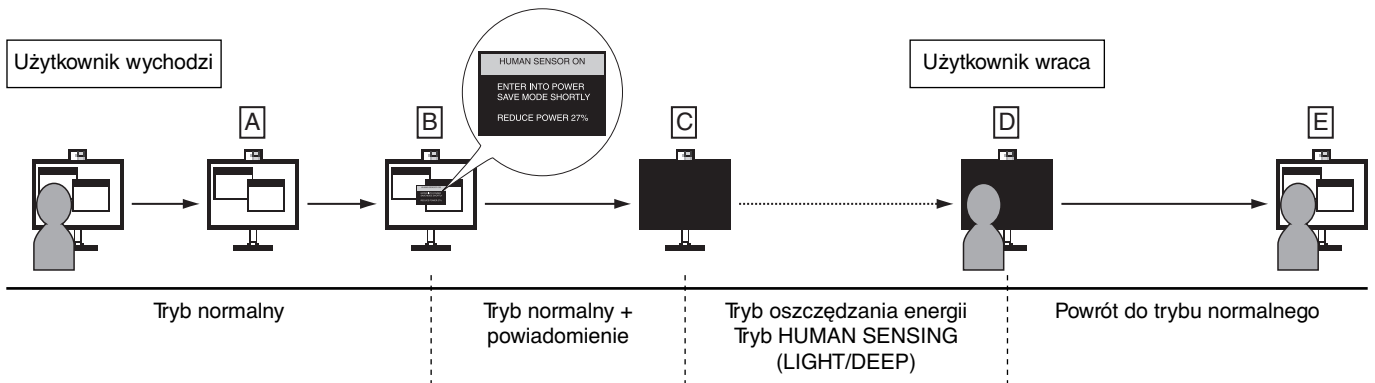 Użytkownik wychodzi
HUMAN SENSOR ON
ENTER INTO POWER
SAVE MODE SHORTLY
REDUCE POWER 27%
Użytkownik wraca
A
B
C
D
E
Tryb normalny
Tryb normalny +
powiadomienie
Tryb oszczędzania energii
Tryb HUMAN SENSING
(LIGHT/DEEP)
Powrót do trybu normalnego